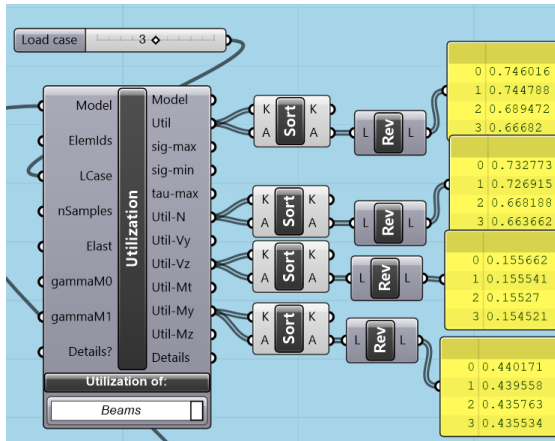 Load case 3
Model
ElemIds
LCase
nSamples
Elast
gammaM0
gammaM1
Details?
Utilization
Model
Util
sig-max
sig-min
tau-max
Util-N
Util-Vy
Util-Vz
Util-Mt
Util-My
Util-Mz
Details
Utilization of:
Beams
K Sort K
A A
L Rev L
0 0.746016
1 0.744788
2 0.689472
3 0.66682
K Sort K
A A
L Rev L
0 0.732773
1 0.726915
2 0.668188
3 0.663662
K Sort K
A A
L Rev L
0 0.155662
1 0.155541
2 0.15527
3 0.154521
K Sort K
A A
L Rev L
0 0.440171
1 0.439558
2 0.435763
3 0.435534